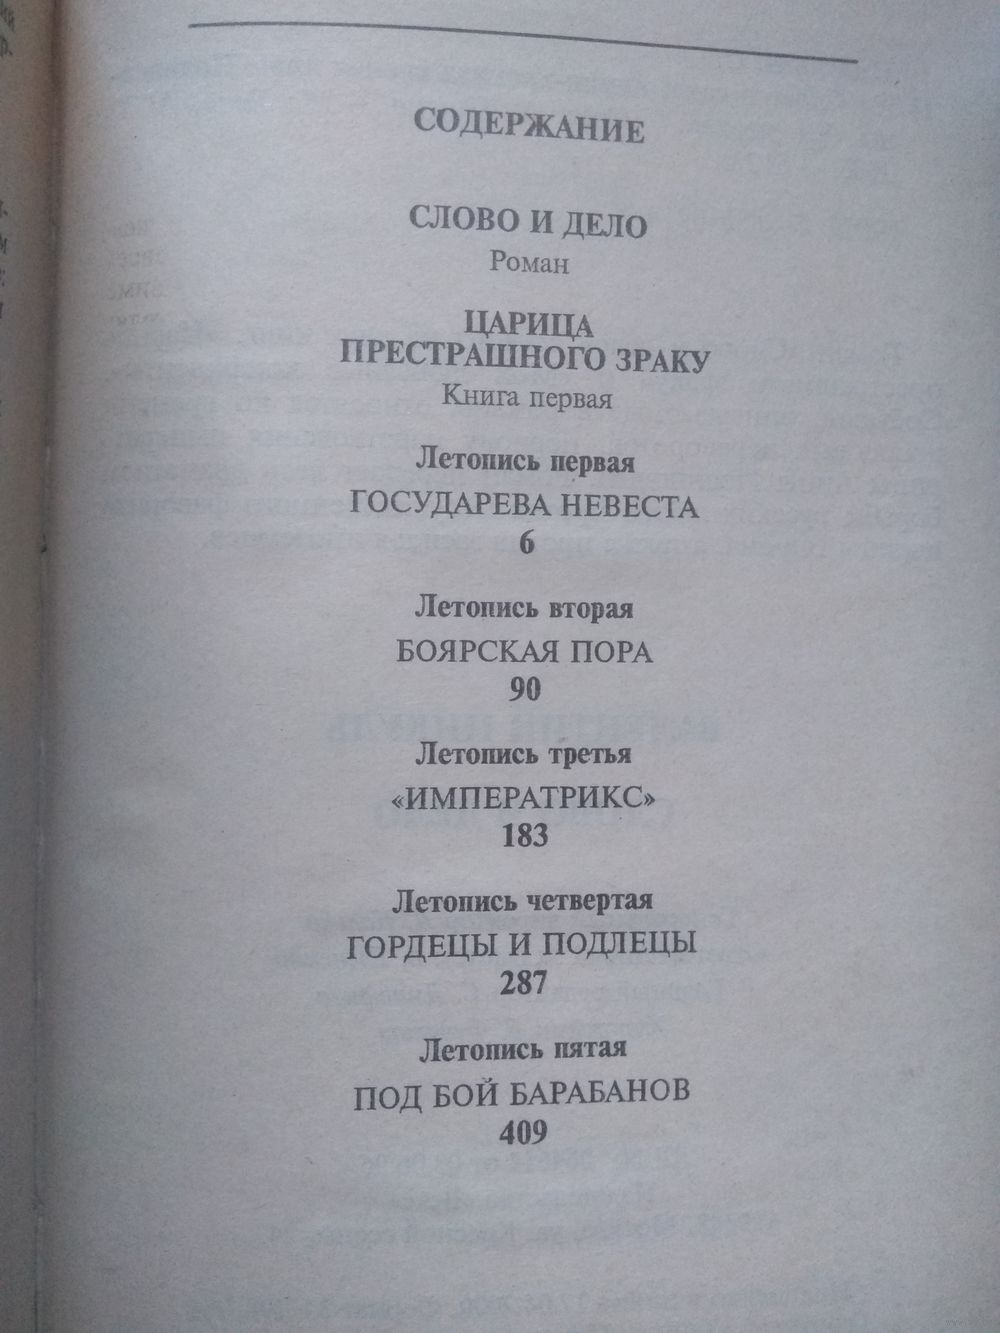 СОДЕРЖАНИЕ
СЛОВО И ДЕЛО
Роман
ЦАРИЦА
ПРЕСТРАШНОГО ЗРАКУ
Книга первая
Летопись первая
ГОСУДАРЕВА НЕВЕСТА
6
Летопись вторая
БОЯРСКАЯ ПОРА
90
Летопись третья
«ИМПЕРАТРИКС»
183
Летопись четвертая
ГОРДЕЦЫ И ПОДЛЕЦЫ
287
Летопись пятая
ПОД БОЙ БАРАБАНОВ
409